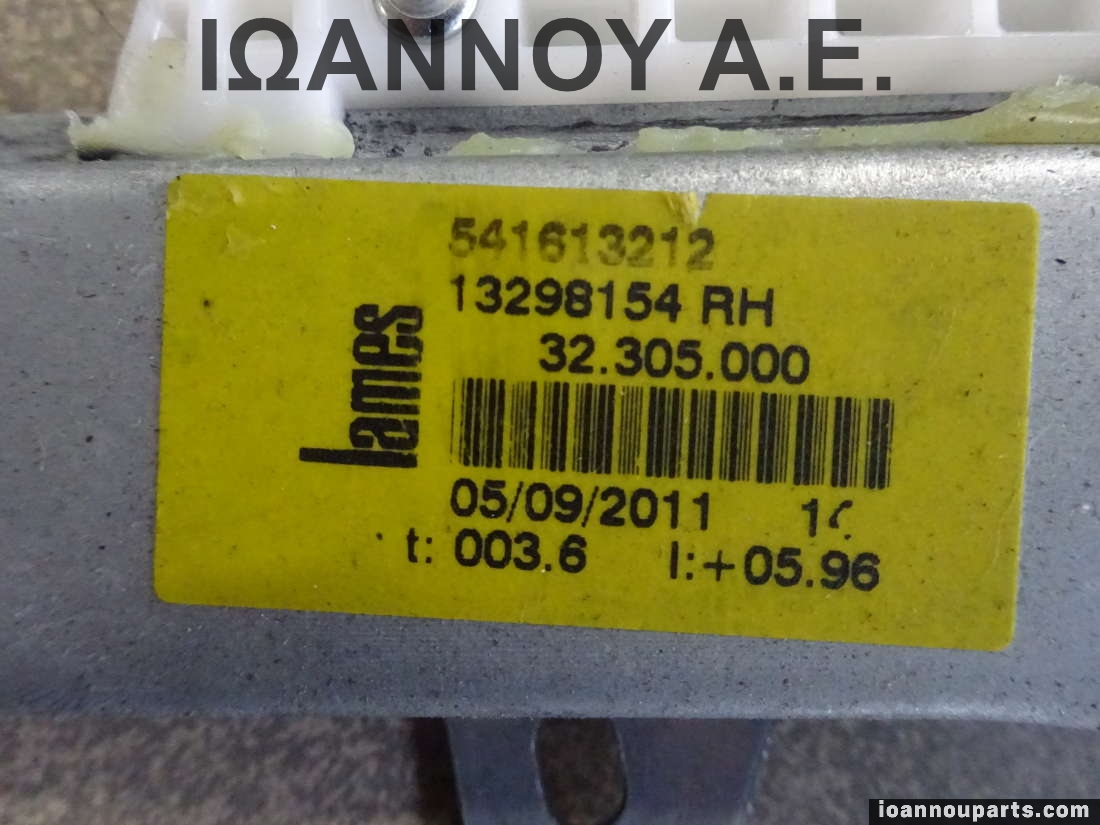 ΙΩΑΝΝΟΥ Α.Ε.
541613212
13298154 RH
32.305.000
lames
05/09/2011
t: 003.6 l:+05.96
ioannouparts.com